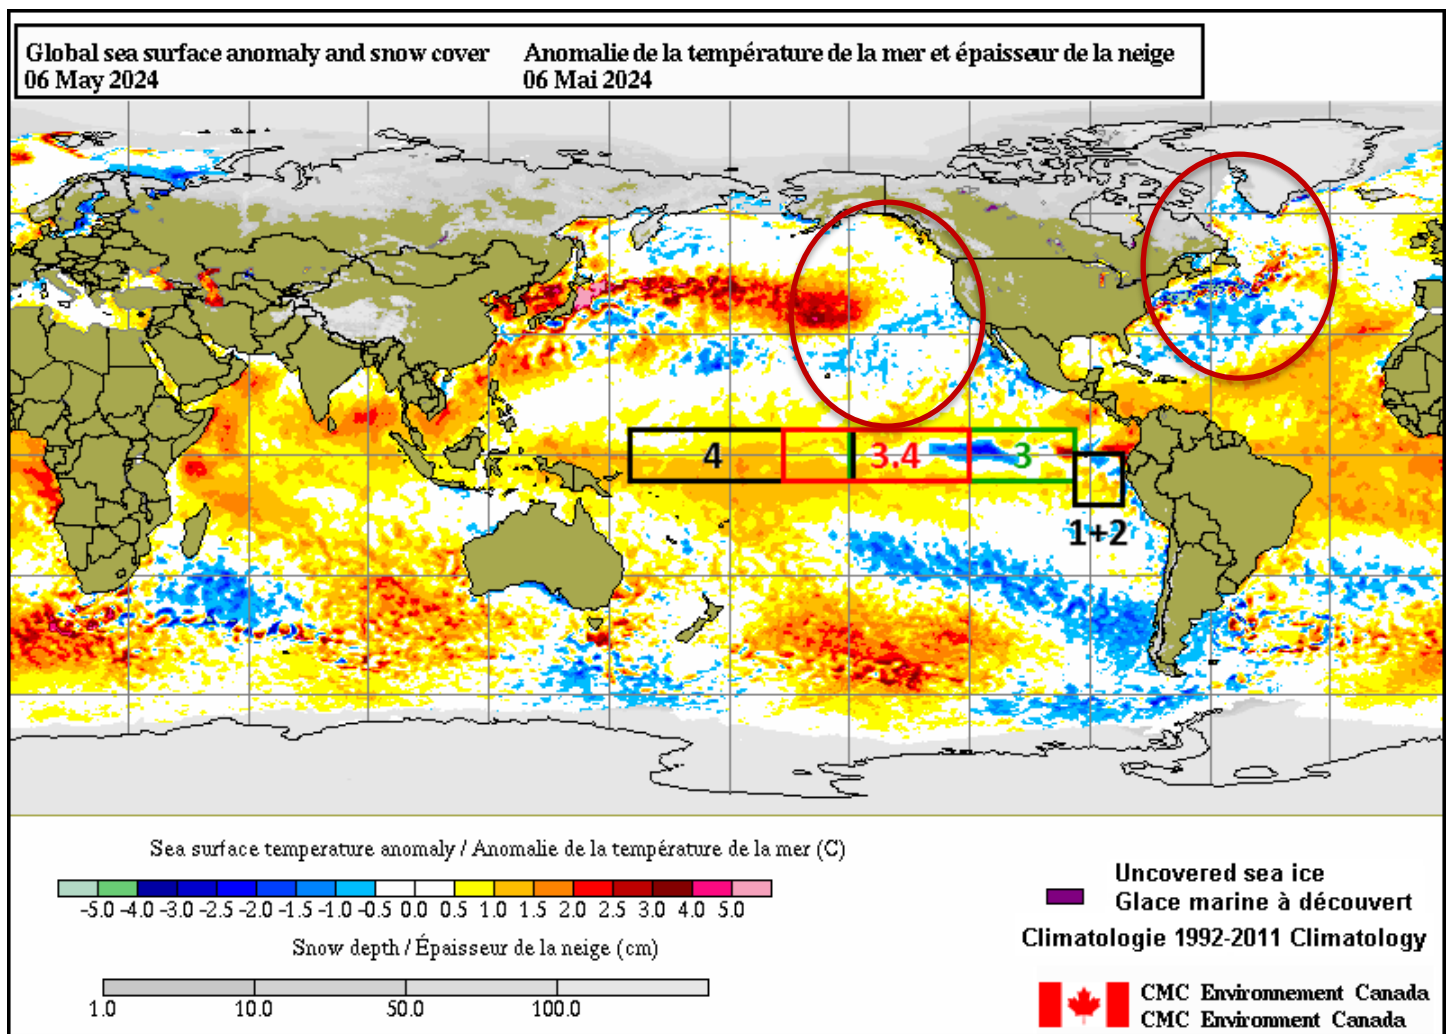 Global sea surface anomaly and snow cover
06 May 2024
Anomalie de la température de la mer et épaisseur de la neige
06 Mai 2024
4
3.4
3
1+2
Sea surface temperature anomaly / Anomalie de la température de la mer (C)
-5.0 -4.0 -3.0 -2.5 -2.0 -1.5 -1.0 -0.5 0.0 0.5 1.0 1.5 2.0 2.5 3.0 4.0 5.0
Snow depth / Épaisseur de la neige (cm)
1.0 10.0 50.0 100.0
Uncovered sea ice
Glace marine à découvert
Climatologie 1992-2011 Climatology
CMC Environnement Canada
CMC Environment Canada